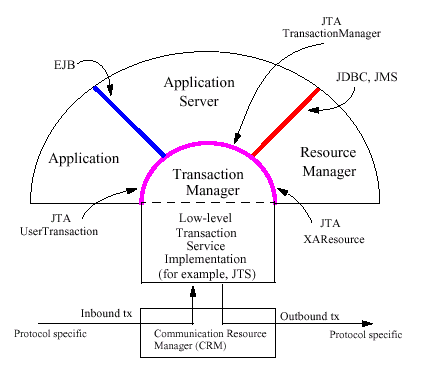 JTA
TransactionManager
EJB
JDBC, JMS
Application
Server
Application
Resource
Manager
Transaction
Manager
JTA
UserTransaction
JTA
XAResource
Low-level
Transaction
Service
Implementation
(for example, JTS)
Inbound tx
Outbound tx
Protocol specific
Communication Resource
Manager (CRM)
Protocol specific